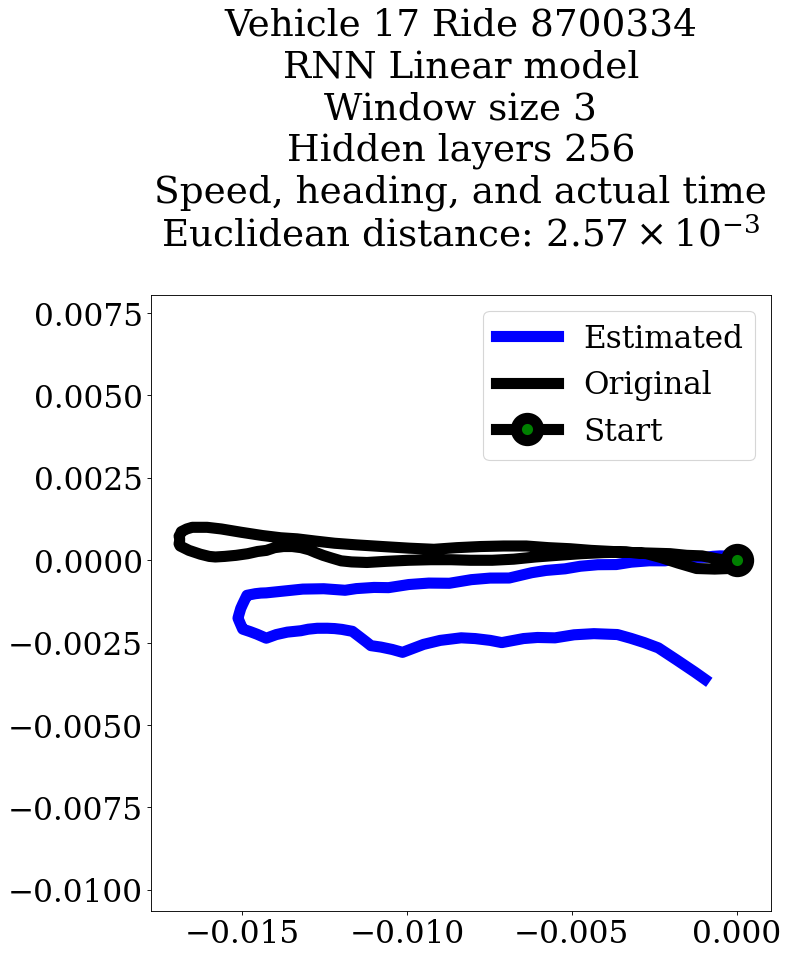 Vehicle 17 Ride 8700334
RNN Linear model
Window size 3
Hidden layers 256
Speed, heading, and actual time
Euclidean distance: 2.57 × 10⁻³
0.0075
0.0050
0.0025
0.0000
−0.0025
−0.0050
−0.0075
−0.0100
Estimated
Original
Start
−0.015
−0.010
−0.005
0.000